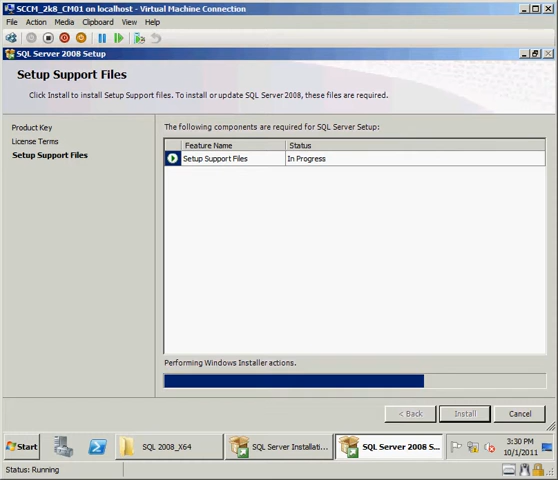 SCCM_2k8_CM01 on localhost - Virtual Machine Connection
File Action Media Clipboard View Help
SQL Server 2008 Setup
Setup Support Files
Click Install to install Setup Support files. To install or update SQL Server 2008, these files are required.
Product Key
License Terms
Setup Support Files
The following components are required for SQL Server Setup:
Feature Name Status
Setup Support Files In Progress
Performing Windows Installer actions.
< Back Install Cancel
Start SQL 2008_X64 SQL Server Installati... SQL Server 2008 S... 3:30 PM
10/1/2011
Status: Running